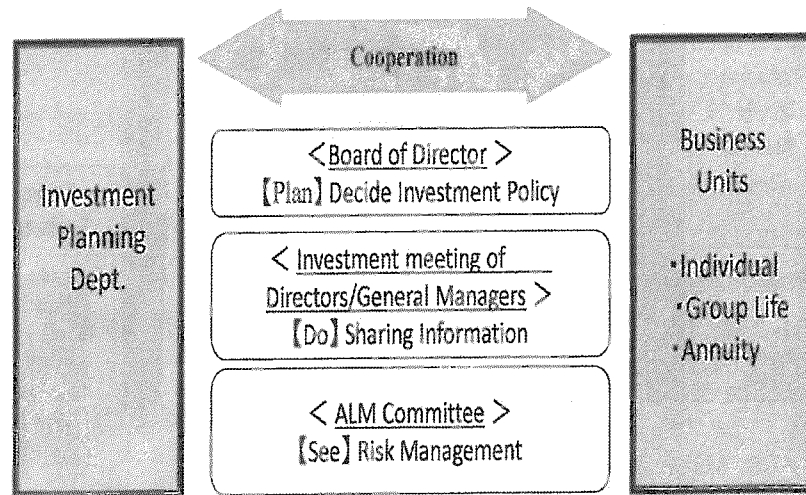 Cooperation
Investment
Planning
Dept.
<Board of Director>
【Plan】Decide Investment Policy
<Investment meeting of
Directors/General Managers>
【Do】Sharing Information
<ALM Committee>
【See】Risk Management
Business
Units
・Individual
・Group Life
・Annuity